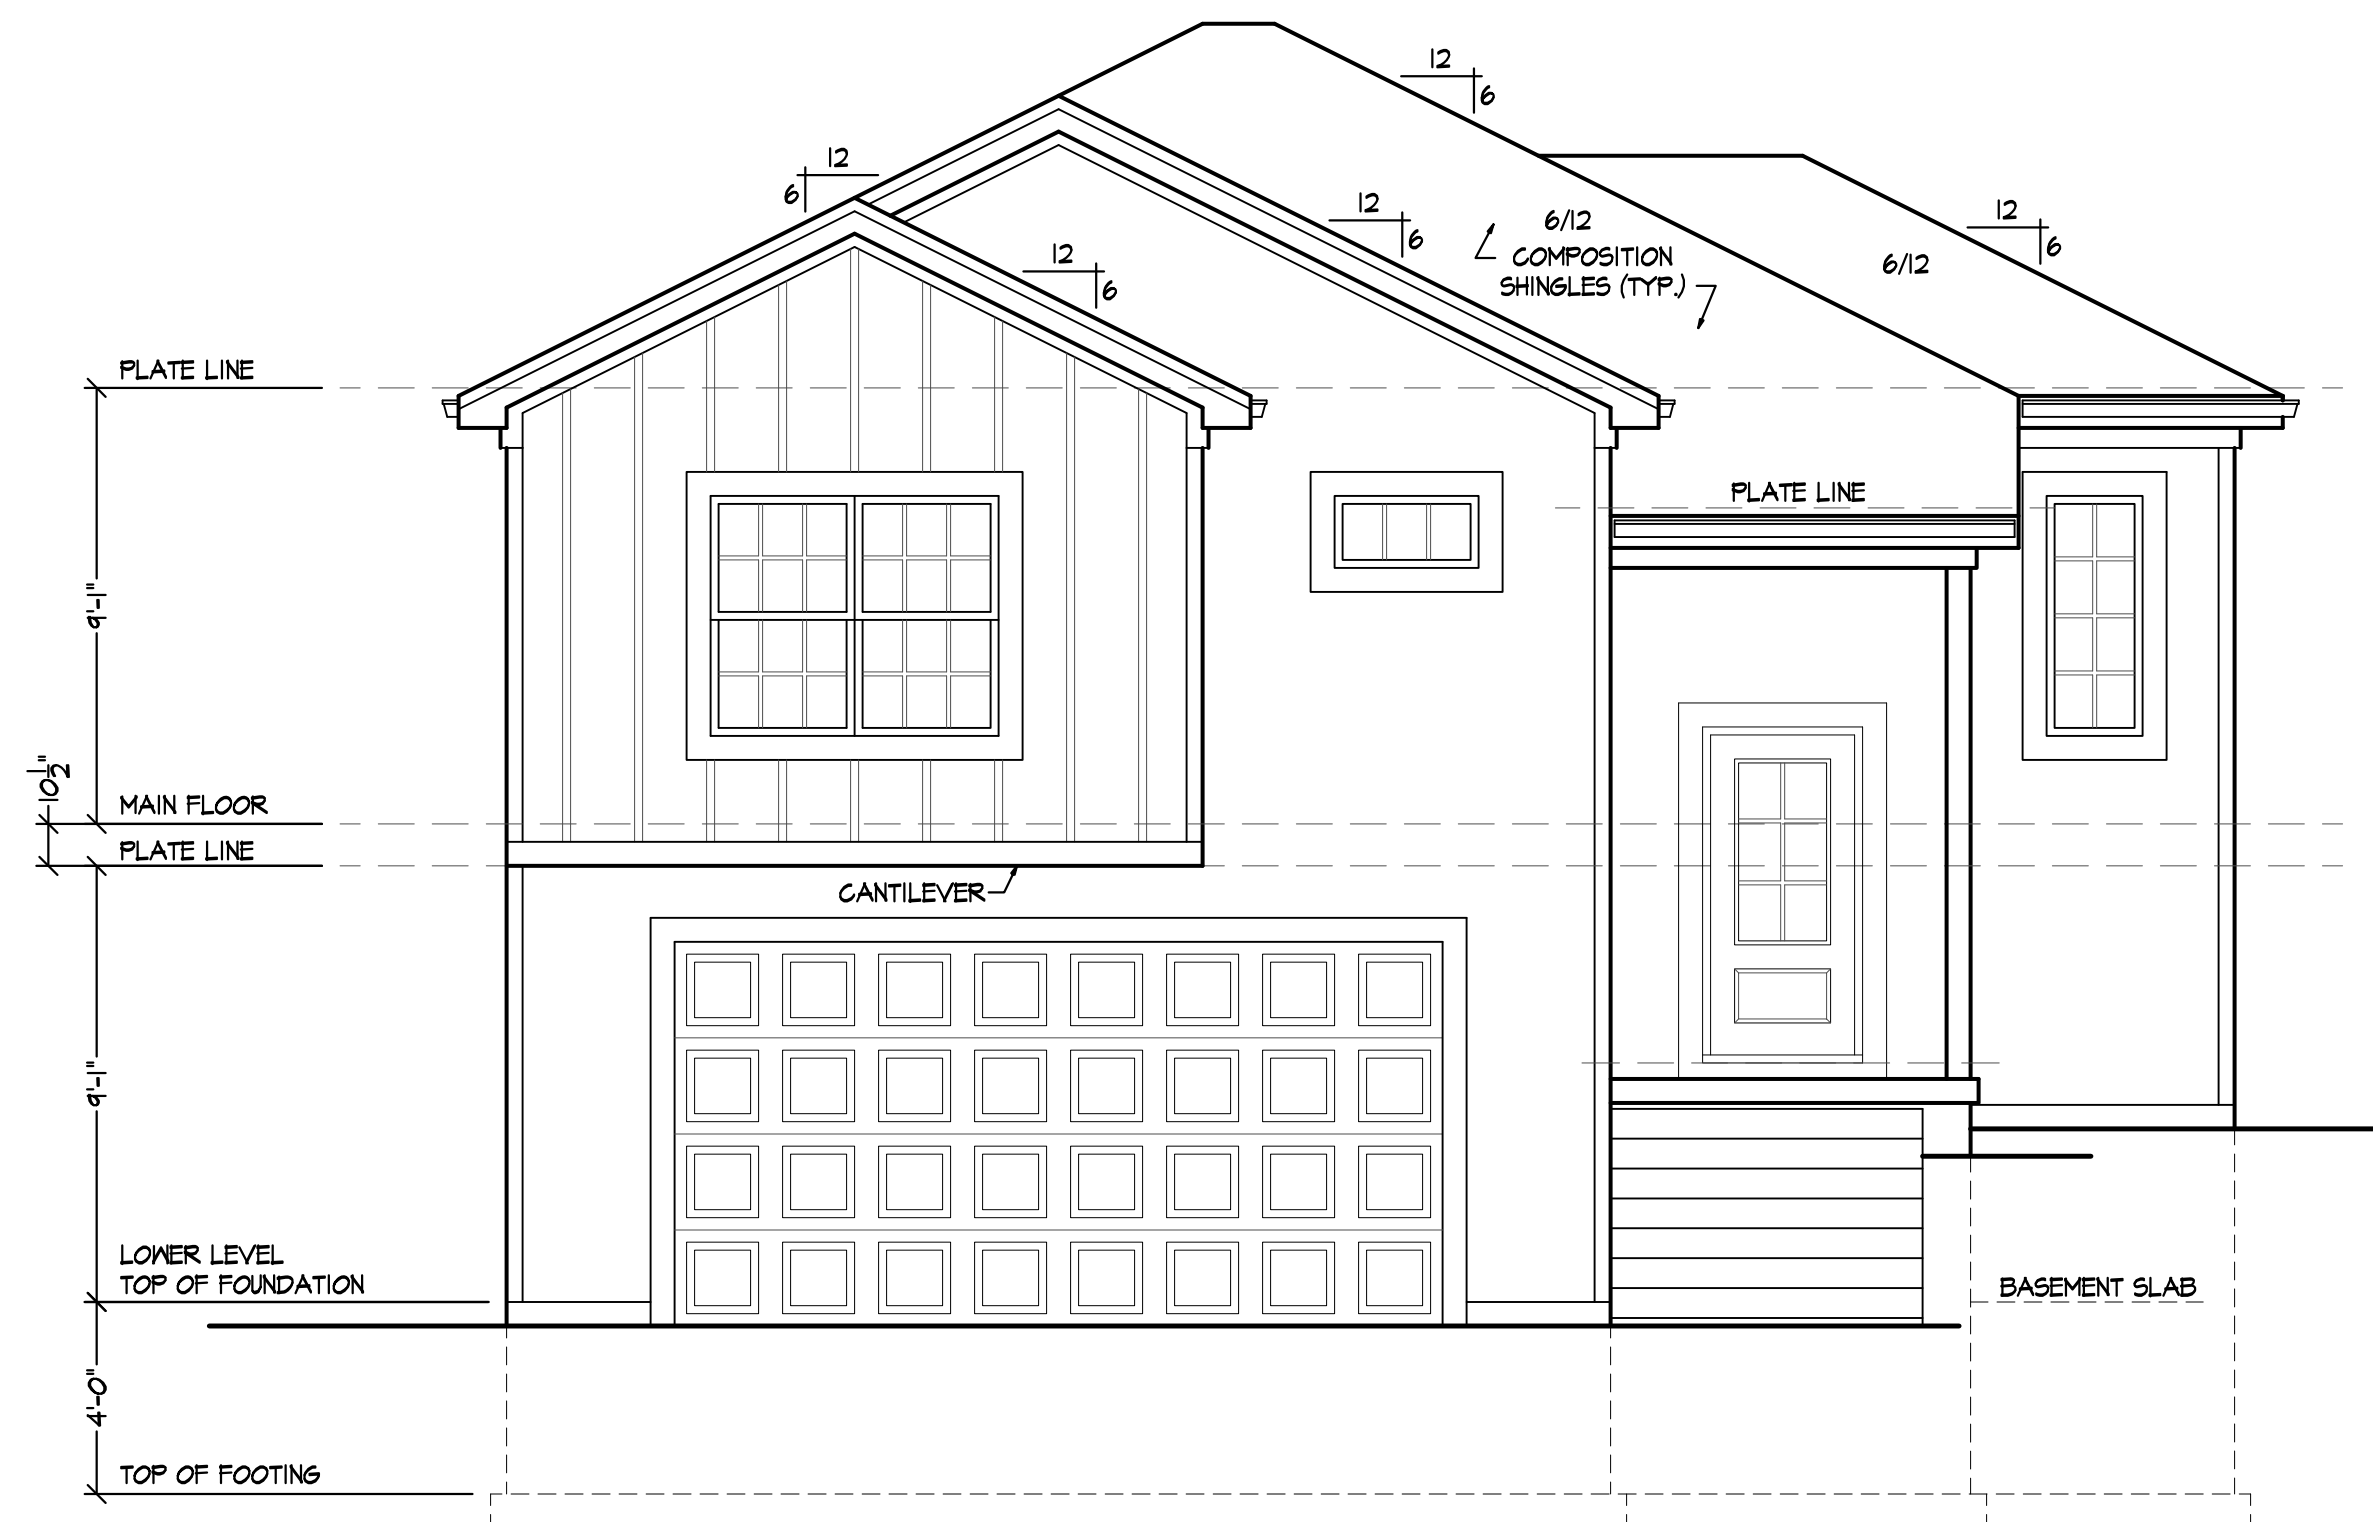 12
6
12
6
12
6
12
6
12
6
6/12
COMPOSITION
SHINGLES (TYP.)
6/12
PLATE LINE
PLATE LINE
9'-1"
10 1/2"
MAIN FLOOR
PLATE LINE
CANTILEVER
9'-1"
LOWER LEVEL
TOP OF FOUNDATION
BASEMENT SLAB
4'-0"
TOP OF FOOTING